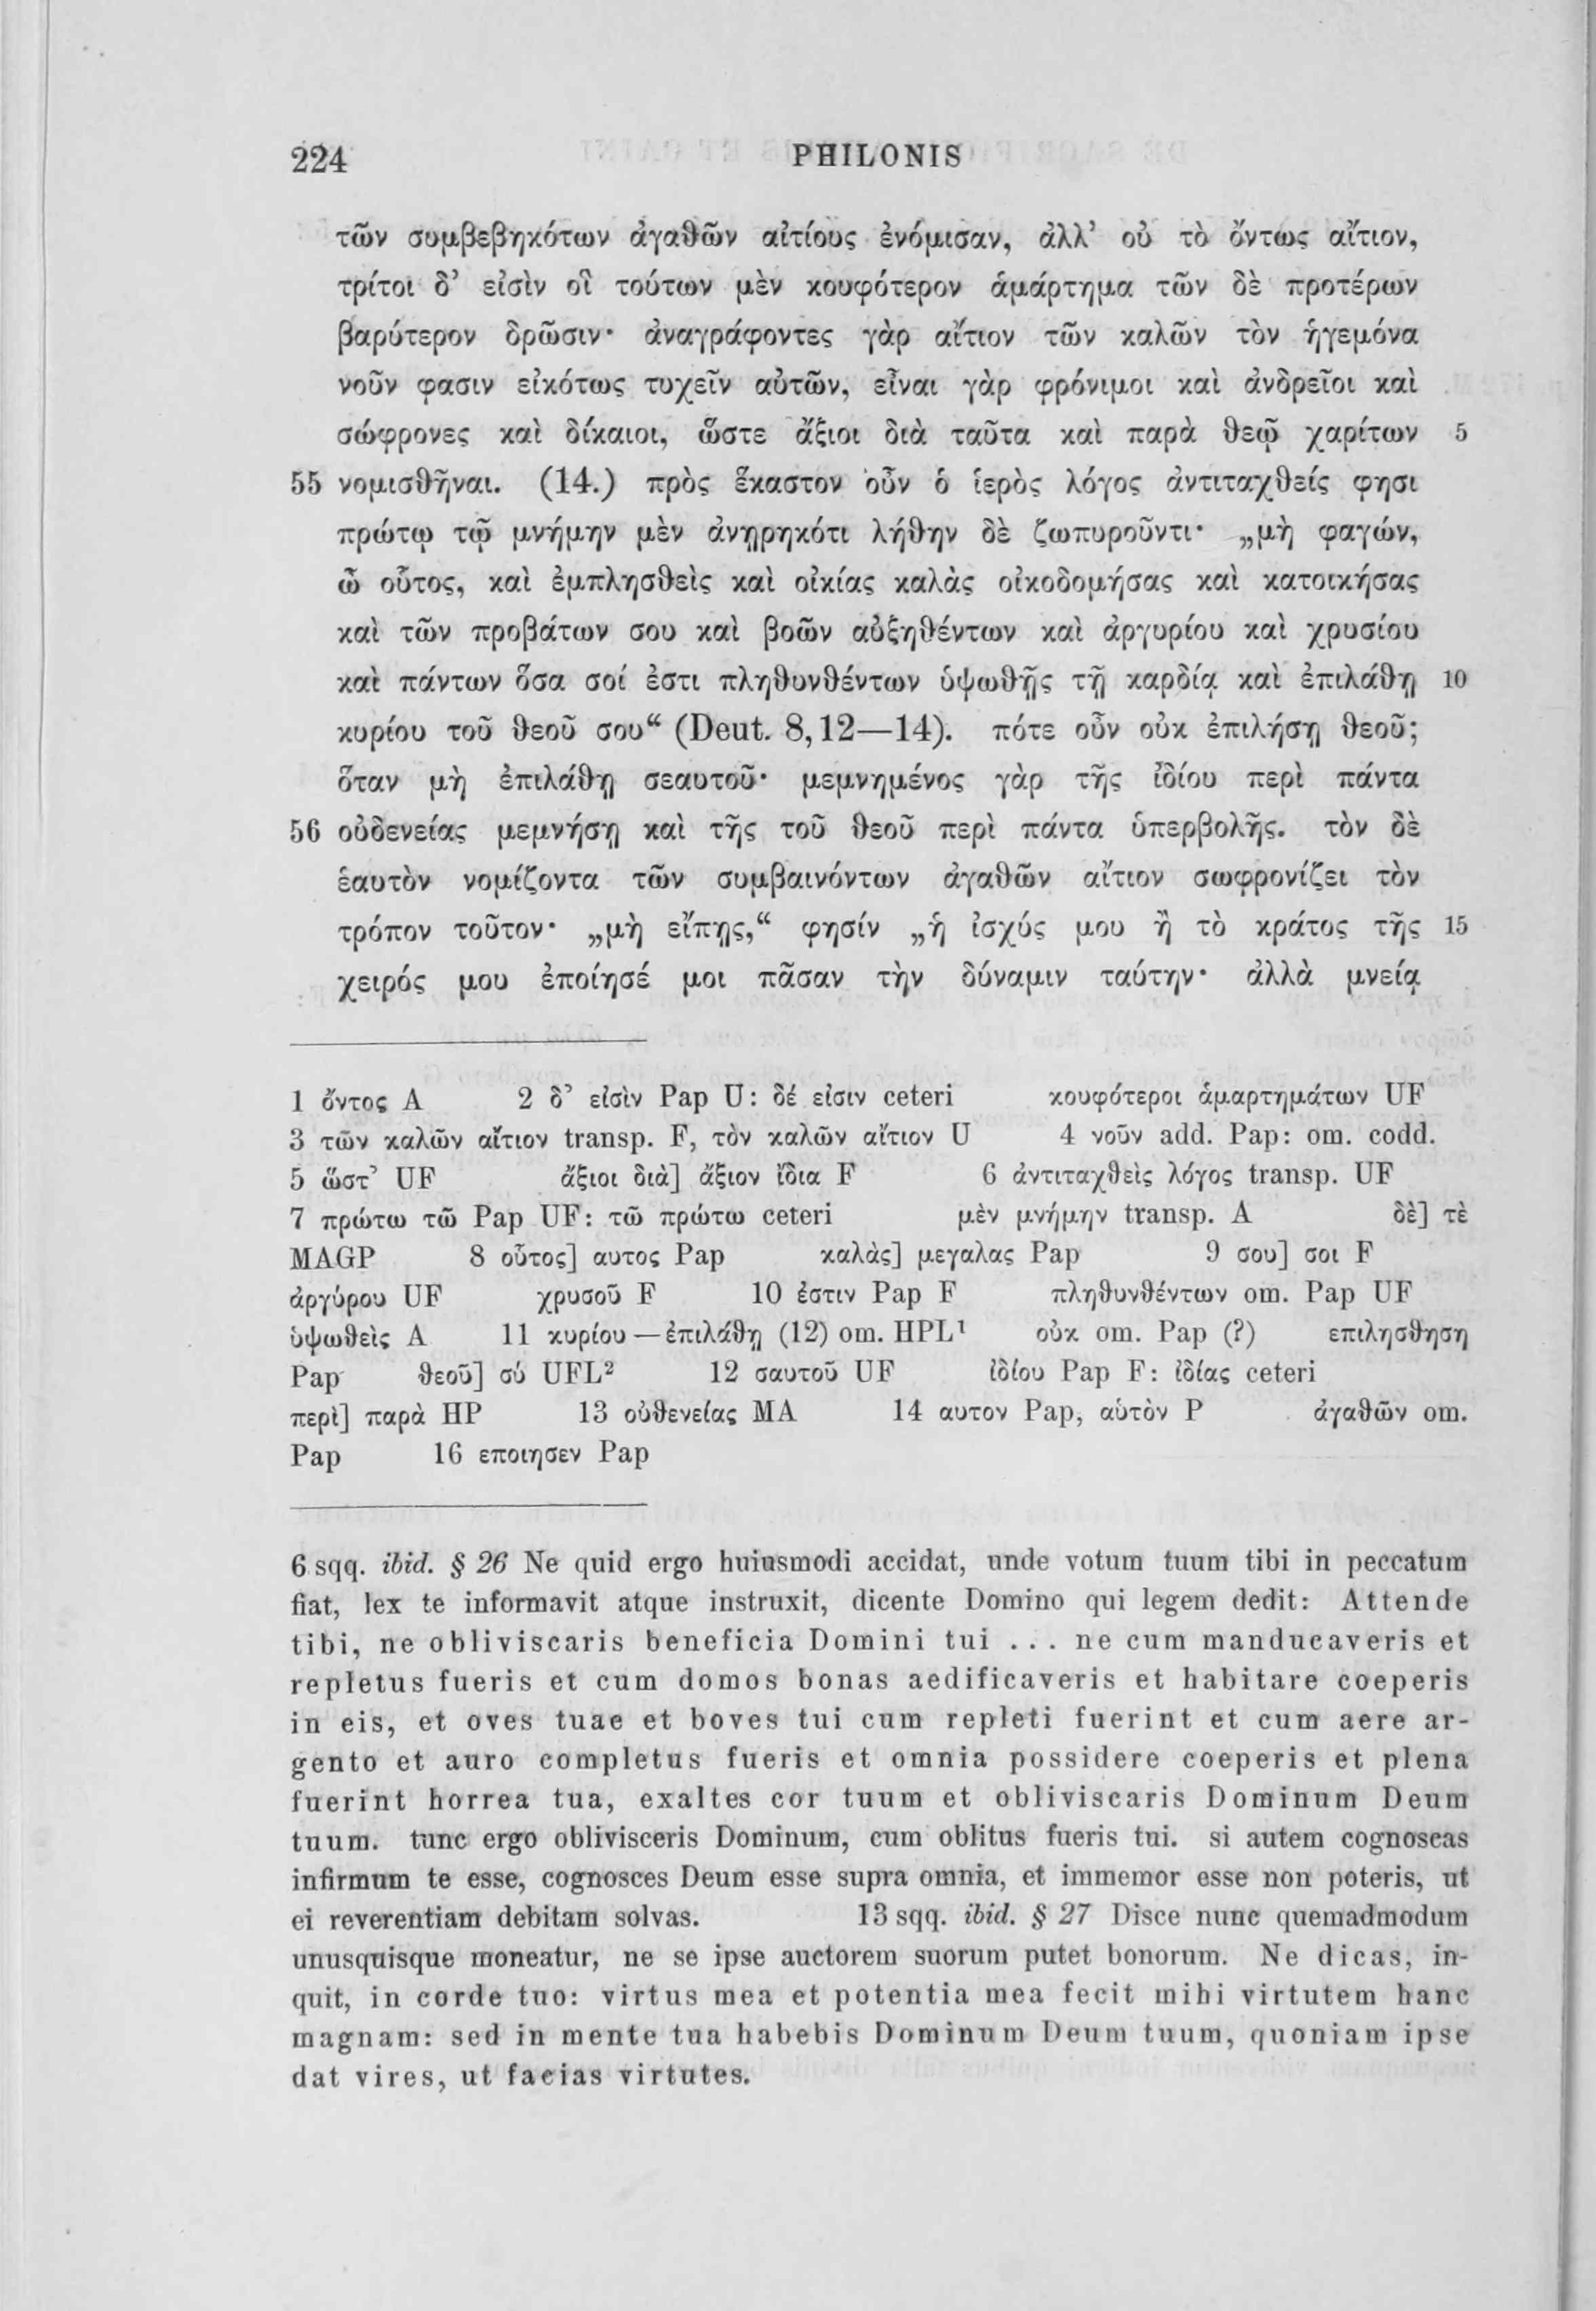 224 PHILONIS
τῶν συμβεβηκότων ἀγαθῶν αἰτίους ἐνόμισαν, ἀλλ’ οὐ τὸ ὄντως αἴτιον,
τρίτοι δ’ εἰσὶν οἳ τούτων μὲν κουφότερον ἁμάρτημα τῶν δὲ προτέρων
βαρύτερον δρῶσιν· ἀναγράφοντες γὰρ αἴτιον τῶν καλῶν τὸν ἡγεμόνα
νοῦν φασιν εἰκότως τυχεῖν αὐτῶν, εἶναι γὰρ φρόνιμοι καὶ ἀνδρεῖοι καὶ
σώφρονες καὶ δίκαιοι, ὥστε ἄξιοι διὰ ταῦτα καὶ παρὰ θεῷ χαρίτων 5
55 νομισθῆναι. (14.) πρὸς ἕκαστον οὖν ὁ ἱερὸς λόγος ἀντιταχθείς φησι
πρώτῳ τῷ μνήμην μὲν ἀνῃρηκότι λήθην δὲ ζωπυροῦντι· „μὴ φαγών,
ὦ οὗτος, καὶ ἐμπλησθεὶς καὶ οἰκίας καλὰς οἰκοδομήσας καὶ κατοικήσας
καὶ τῶν προβάτων σου καὶ βοῶν αὐξηθέντων καὶ ἀργυρίου καὶ χρυσίου
καὶ πάντων ὅσα σοί ἐστι πληθυνθέντων ὑψωθῇς τῇ καρδίᾳ καὶ ἐπιλάθῃ 10
κυρίου τοῦ θεοῦ σου“ (Deut. 8,12—14). πότε οὖν οὐκ ἐπιλήσῃ θεοῦ;
ὅταν μὴ ἐπιλάθῃ σεαυτοῦ· μεμνημένος γὰρ τῆς ἰδίου περὶ πάντα
56 οὐδενείας μεμνήσῃ καὶ τῆς τοῦ θεοῦ περὶ πάντα ὑπερβολῆς. τὸν δὲ
ἑαυτὸν νομίζοντα τῶν συμβαινόντων ἀγαθῶν αἴτιον σωφρονίζει τὸν
τρόπον τοῦτον· „μὴ εἴπῃς,“ φησίν „ἡ ἰσχύς μου ἢ τὸ κράτος τῆς 15
χειρός μου ἐποίησέ μοι πᾶσαν τὴν δύναμιν ταύτην· ἀλλὰ μνείᾳ
1 ὄντος A 2 δ’ εἰσὶν Pap U: δέ εἰσιν ceteri κουφότεροι ἁμαρτημάτων UF
3 τῶν καλῶν αἴτιον transp. F, τὸν καλῶν αἴτιον U 4 νοῦν add. Pap: om. codd.
5 ὥστ’ UF ἄξιοι διὰ] ἄξιον ἴδια F 6 ἀντιταχθεὶς λόγος transp. UF
7 πρώτω τῶ Pap UF: τῶ πρώτω ceteri μὲν μνήμην transp. A δὲ] τὲ
MAGP 8 οὗτος] αυτος Pap καλὰς] μεγαλας Pap 9 σου] σοι F
ἀργύρου UF χρυσοῦ F 10 ἐστιν Pap F πληθυνθέντων om. Pap UF
ὑψωθεὶς A 11 κυρίου—ἐπιλάθῃ (12) om. HPL¹ οὐκ om. Pap (?) επιλησθηση
Pap θεοῦ] σύ UFL² 12 σαυτοῦ UF ἰδίου Pap F: ἰδίας ceteri
περὶ] παρὰ HP 13 οὐθενείας MA 14 αυτον Pap, αὑτὸν P ἀγαθῶν om.
Pap 16 εποιησεν Pap
6 sqq. ibid. § 26 Ne quid ergo huiusmodi accidat, unde votum tuum tibi in peccatum
fiat, lex te informavit atque instruxit, dicente Domino qui legem dedit: Attende
tibi, ne obliviscaris beneficia Domini tui . . . ne cum manducaveris et
repletus fueris et cum domos bonas aedificaveris et habitare coeperis
in eis, et oves tuae et boves tui cum repleti fuerint et cum aere ar-
gento et auro completus fueris et omnia possidere coeperis et plena
fuerint horrea tua, exaltes cor tuum et obliviscaris Dominum Deum
tuum. tunc ergo oblivisceris Dominum, cum oblitus fueris tui. si autem cognoscas
infirmum te esse, cognosces Deum esse supra omnia, et immemor esse non poteris, ut
ei reverentiam debitam solvas. 13 sqq. ibid. § 27 Disce nunc quemadmodum
unusquisque moneatur, ne se ipse auctorem suorum putet bonorum. Ne dicas, in-
quit, in corde tuo: virtus mea et potentia mea fecit mihi virtutem hanc
magnam: sed in mente tua habebis Dominum Deum tuum, quoniam ipse
dat vires, ut facias virtutes.